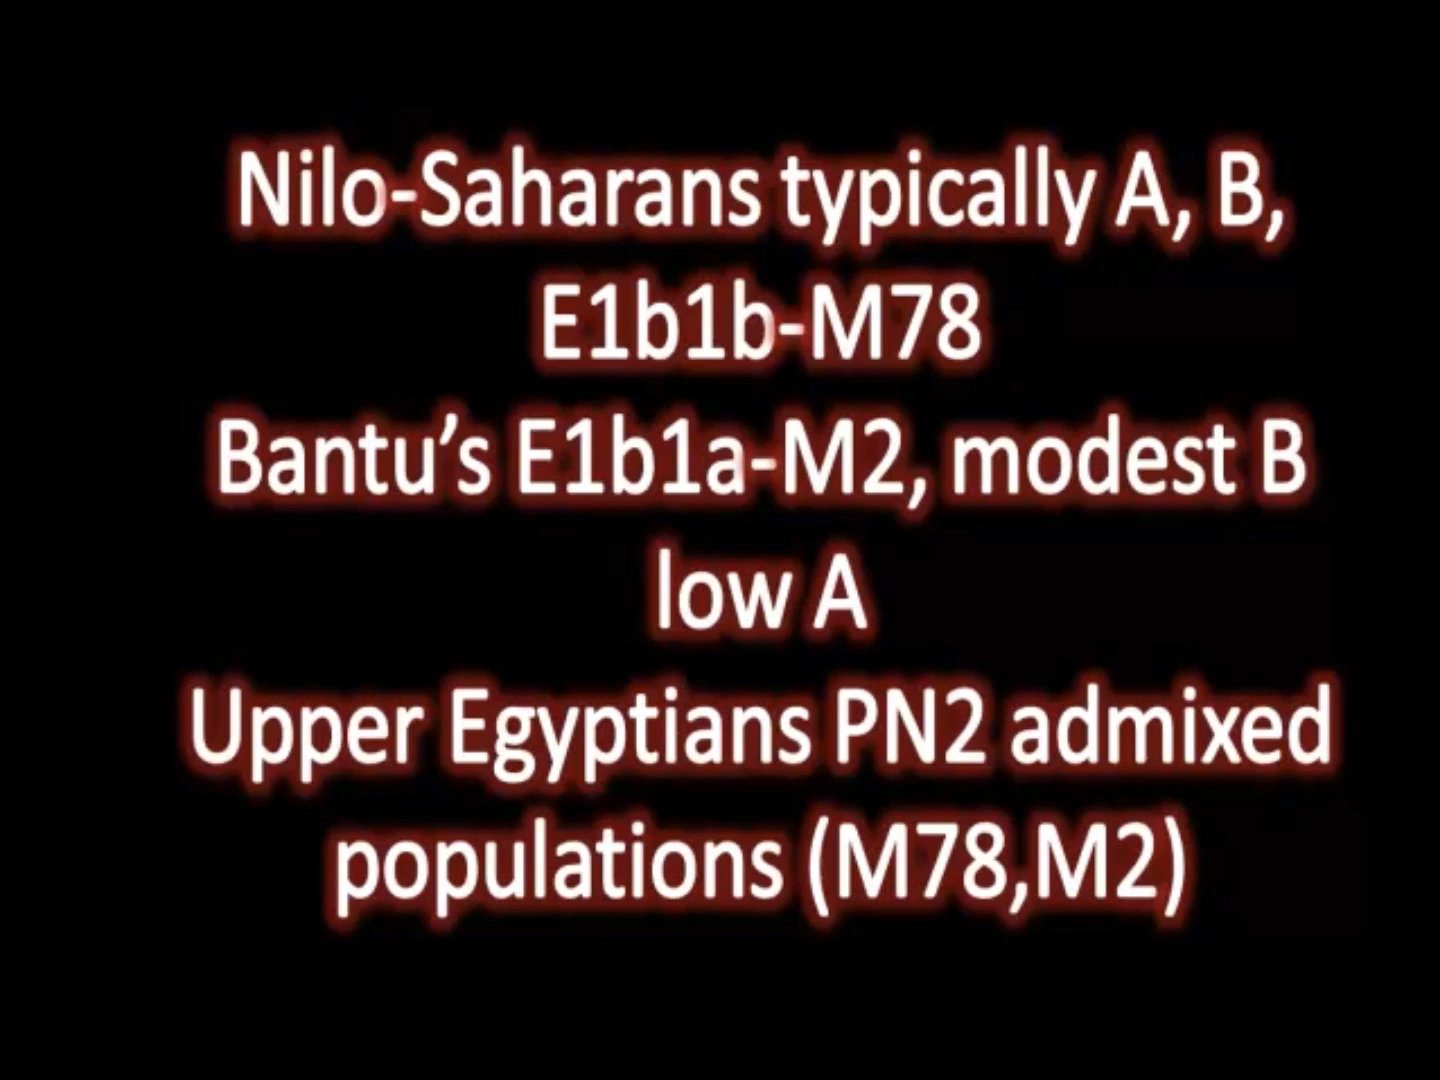 Nilo-Saharans typically A, B,
E1b1b-M78
Bantu’s E1b1a-M2, modest B
low A
Upper Egyptians PN2 admixed
populations (M78,M2)